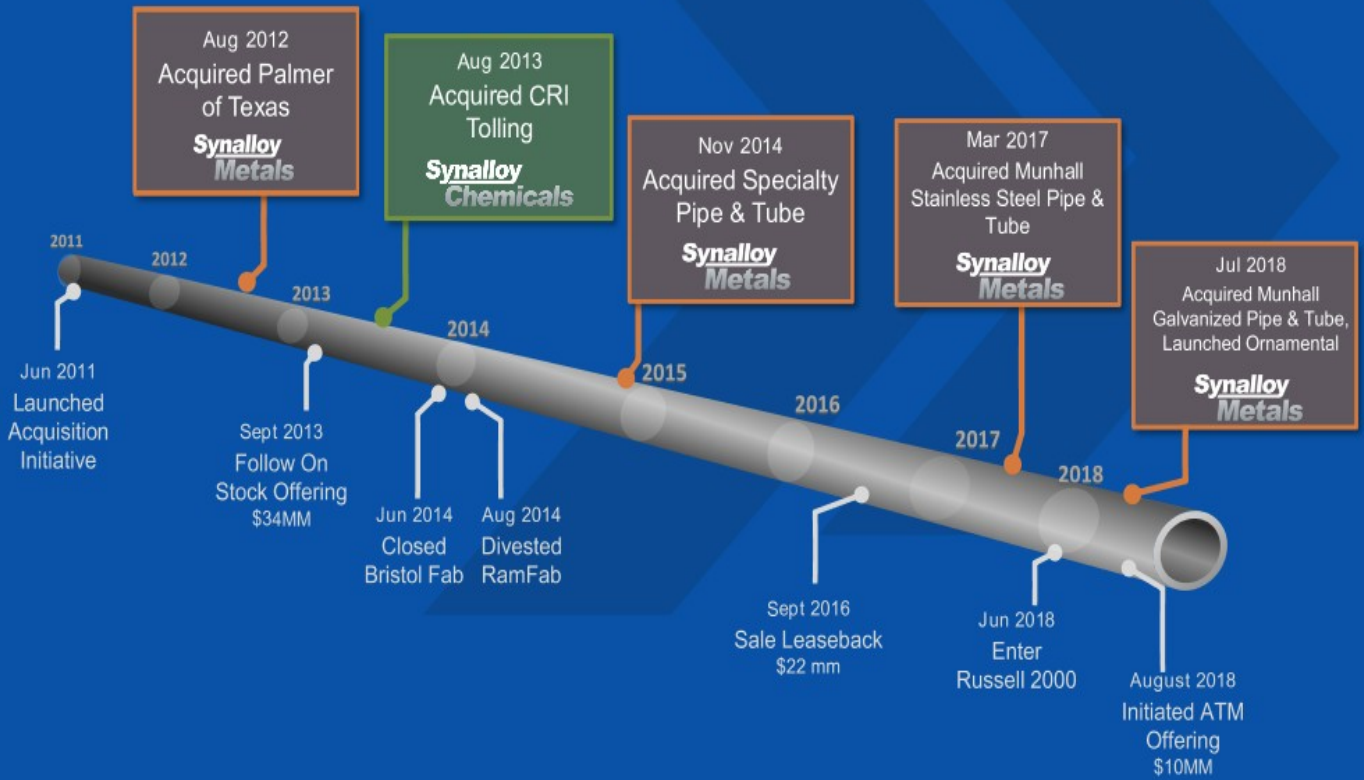 Aug 2012
Acquired Palmer
of Texas
Synalloy
Metals
Aug 2013
Acquired CRI
Tolling
Synalloy
Chemicals
Nov 2014
Acquired Specialty
Pipe & Tube
Synalloy
Metals
Mar 2017
Acquired Munhall
Stainless Steel Pipe &
Tube
Synalloy
Metals
Jul 2018
Acquired Munhall
Galvanized Pipe & Tube,
Launched Ornamental
Synalloy
Metals
2011
2012
2013
2014
2015
2016
2017
2018
Jun 2011
Launched
Acquisition
Initiative
Sept 2013
Follow On
Stock Offering
$34MM
Jun 2014
Closed
Bristol Fab
Aug 2014
Divested
RamFab
Sept 2016
Sale Leaseback
$22 mm
Jun 2018
Enter
Russell 2000
August 2018
Initiated ATM
Offering
$10MM